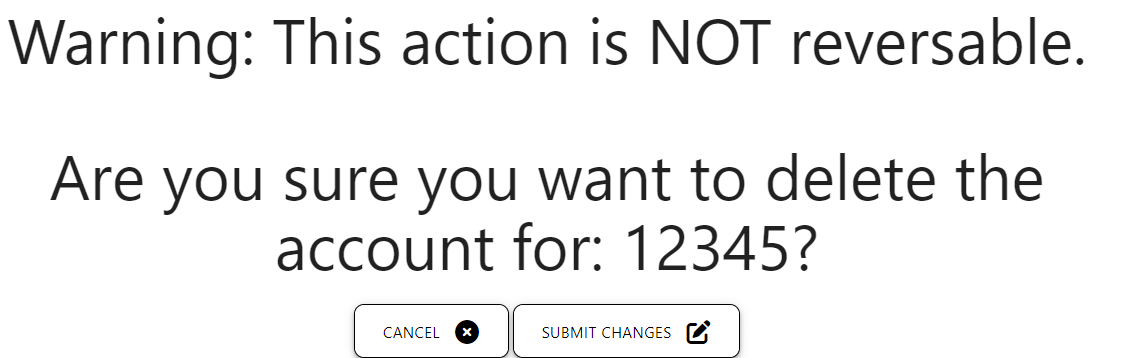 Warning: This action is NOT reversable.
Are you sure you want to delete the
account for: 12345?
CANCEL
SUBMIT CHANGES